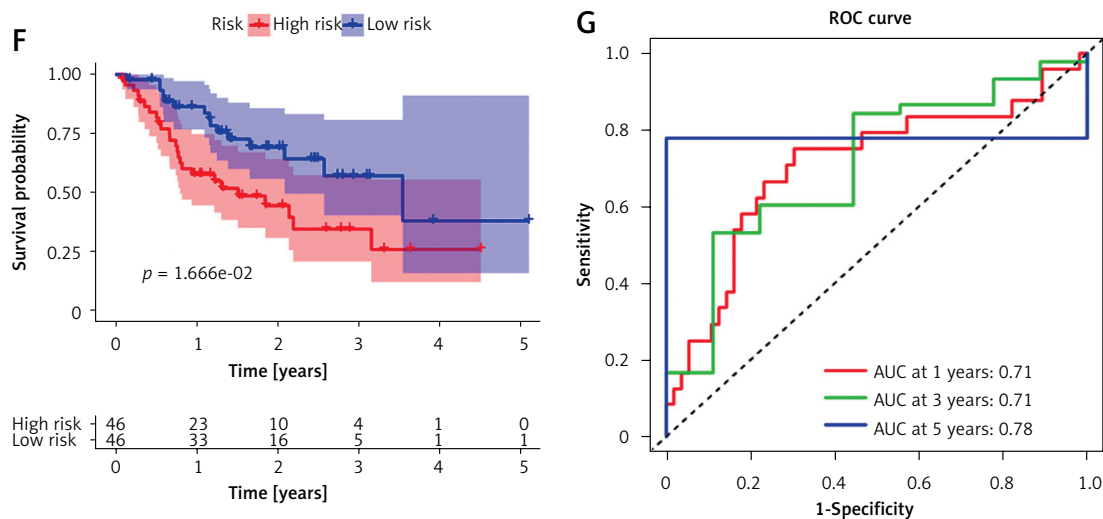 F
Risk High risk Low risk
Survival probability
1.00
0.75
0.50
0.25
0
p = 1.666e-02
0 1 2 3 4 5
Time [years]
High risk 46 23 10 4 1 0
Low risk 46 33 16 5 1 1
0 1 2 3 4 5
Time [years]
G
ROC curve
Sensitivity
1.0
0.8
0.6
0.4
0.2
0
AUC at 1 years: 0.71
AUC at 3 years: 0.71
AUC at 5 years: 0.78
0 0.2 0.4 0.6 0.8 1.0
1-Specificity